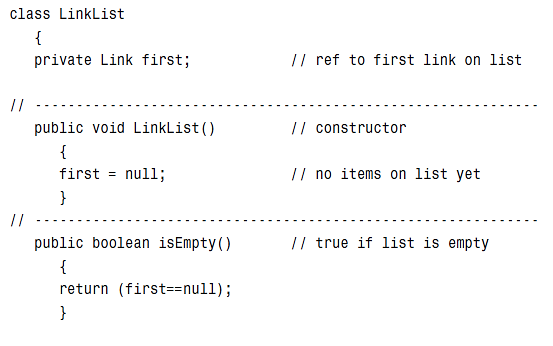 class LinkList
   {
   private Link first;            // ref to first link on list
// -------------------------------------------------------------
   public void LinkList()         // constructor
      {
      first = null;               // no items on list yet
      }
// -------------------------------------------------------------
   public boolean isEmpty()       // true if list is empty
      {
      return (first==null);
      }